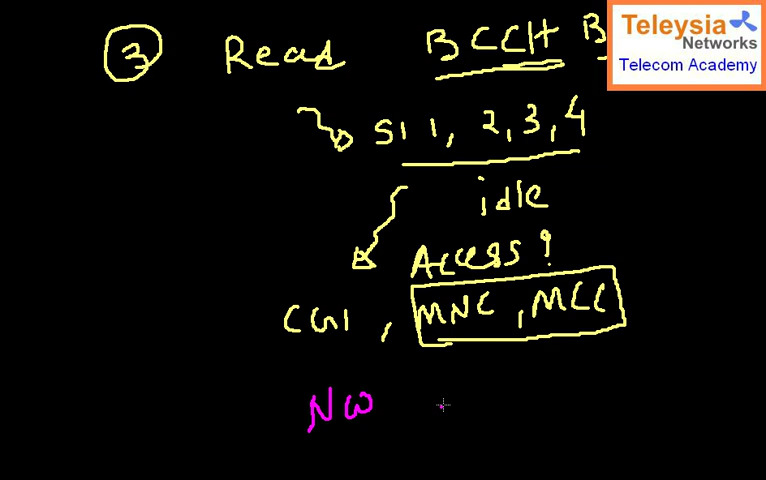 3 Read BCCH B
Teleysia
Networks
Telecom Academy
SI 1, 2, 3, 4
idle
Access ?
CGI, MNC, MCC
NW